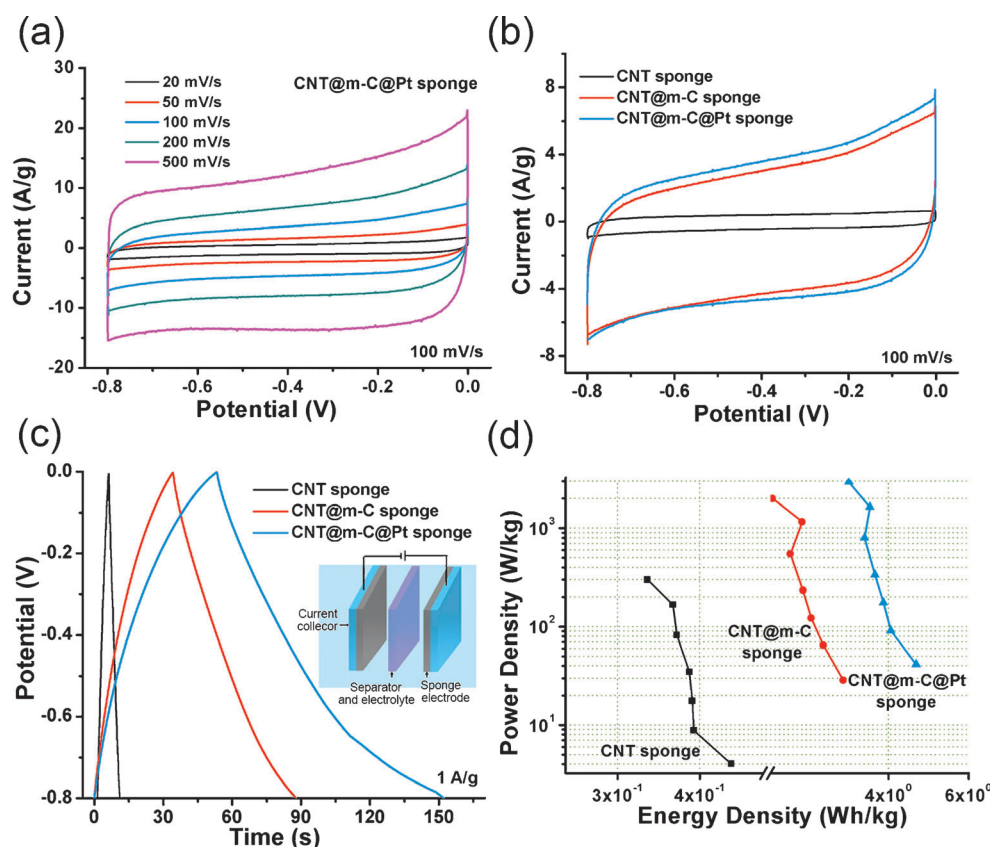 (a)
30
20
10
0
-10
-20
Current (A/g)
20 mV/s
50 mV/s
100 mV/s
200 mV/s
500 mV/s
CNT@m-C@Pt sponge
100 mV/s
-0.8 -0.6 -0.4 -0.2 0.0
Potential (V)
(b)
8
4
0
-4
-8
Current (A/g)
CNT sponge
CNT@m-C sponge
CNT@m-C@Pt sponge
100 mV/s
-0.8 -0.6 -0.4 -0.2 0.0
Potential (V)
(c)
0.0
-0.2
-0.4
-0.6
-0.8
Potential (V)
CNT sponge
CNT@m-C sponge
CNT@m-C@Pt sponge
Current
collecor
Separator
and electrolyte
Sponge
electrode
1 A/g
0 30 60 90 120 150
Time (s)
(d)
10³
10²
10¹
Power Density (W/kg)
CNT@m-C
sponge
CNT@m-C@Pt
sponge
CNT sponge
3x10⁻¹ 4x10⁻¹ 4x10⁰ 6x10⁰
Energy Density (Wh/kg)